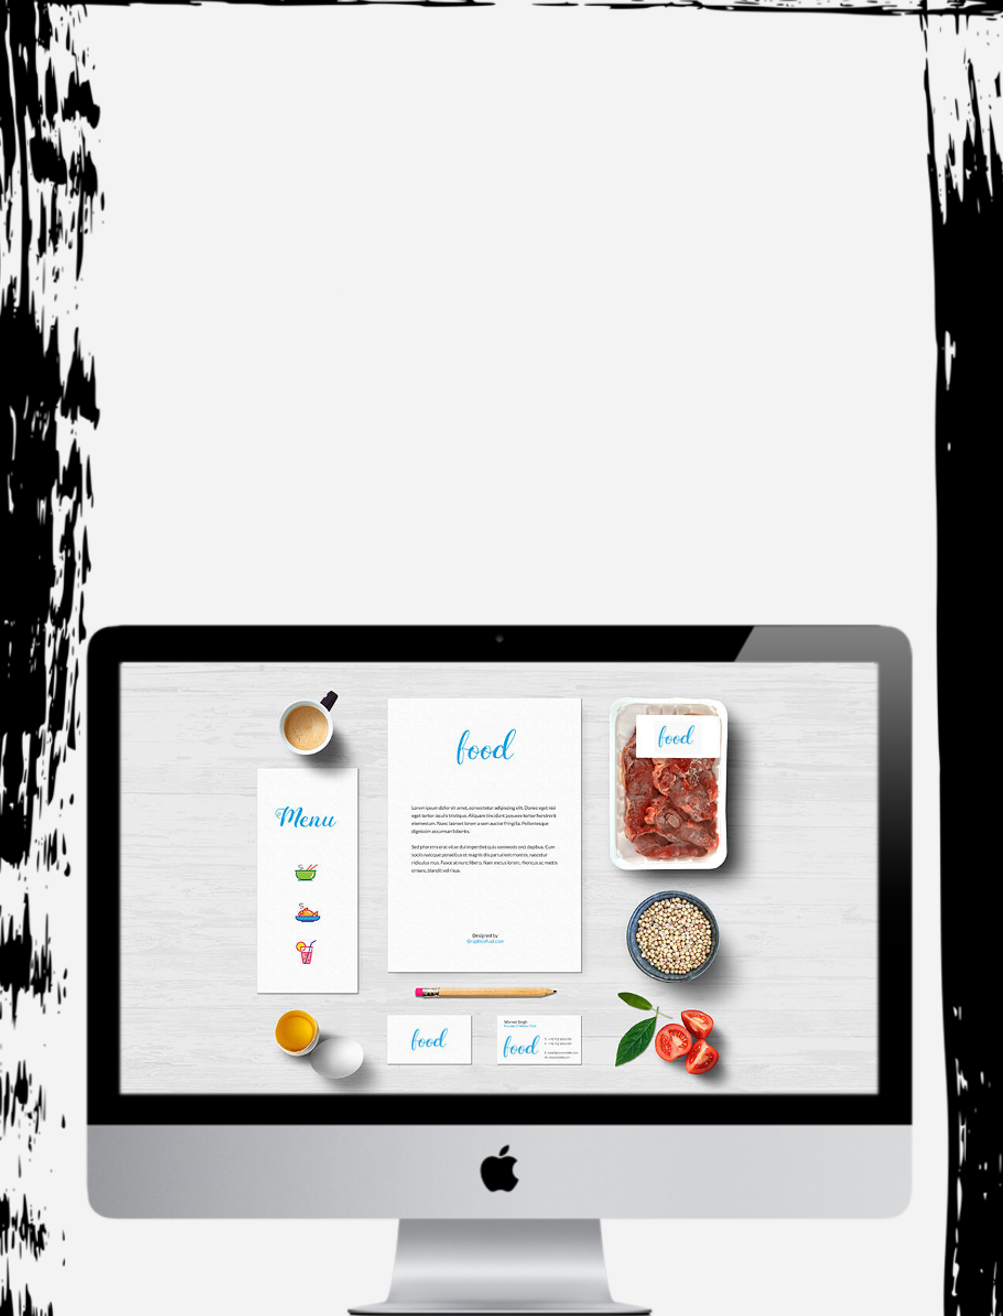 food
food
Menu
Lorem ipsum dolor sit amet, consectetur adipiscing elit. Donec eget nisi
eget tortor iaculis tristique. Aliquam tincidunt posuere tortor hendrerit
elementum. Nunc laoreet lorem a sem auctor fringilla. Pellentesque
dignissim accumsan lobortis.
Sed pharetra erat vitae dui imperdiet quis commodo orci dapibus. Cum
sociis natoque penatibus et magnis dis parturient montes, nascetur
ridiculus mus. Fusce at nunc libero. Nam metus lorem, rhoncus ac mattis
ornare, blandit vel risus.
Designed by
GraphicsFuel.com
food
food